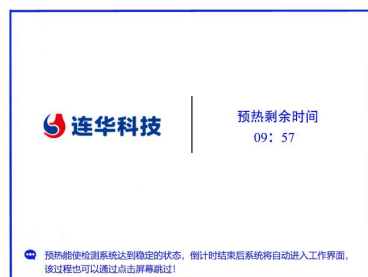 连华科技
预热剩余时间
09：57
预热能使检测系统达到稳定的状态，倒计时结束后系统将自动进入工作界面，
该过程也可以通过点击屏幕跳过！